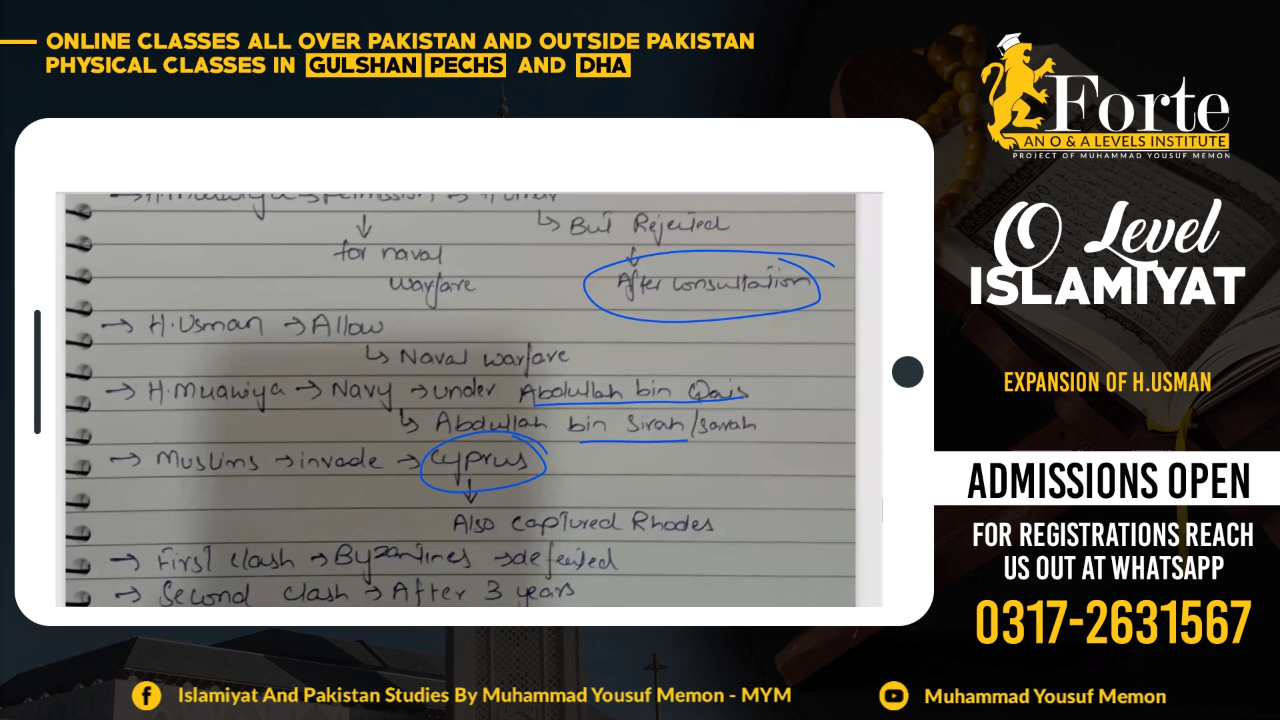 ONLINE CLASSES ALL OVER PAKISTAN AND OUTSIDE PAKISTAN
PHYSICAL CLASSES IN GULSHAN PECHS AND DHA
Forte
AN O & A LEVELS INSTITUTE
PROJECT OF MUHAMMAD YOUSUF MEMON
O Level
ISLAMIYAT
EXPANSION OF H.USMAN
ADMISSIONS OPEN
FOR REGISTRATIONS REACH
US OUT AT WHATSAPP
0317-2631567
→ H.Muawiya → permission → H.Umar
↓ ↳ But Rejected
for naval ↓
warfare After consultation
→ H.Usman → Allow
↳ Naval warfare
→ H.Muawiya → Navy → under Abdullah bin Qais
↳ Abdullah bin Sirah/Sarah
→ Muslims → invade → Cyprus
↓
Also captured Rhodes
→ First clash → Byzantines → defeated
→ Second clash → After 3 years
Islamiyat And Pakistan Studies By Muhammad Yousuf Memon - MYM
Muhammad Yousuf Memon